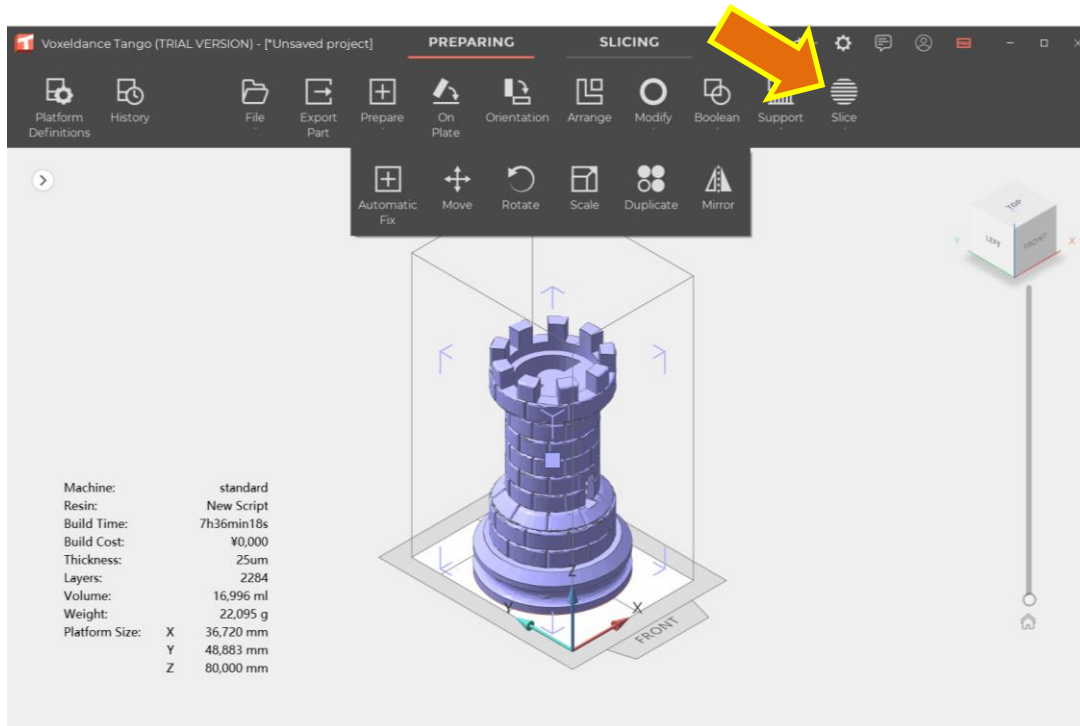 Voxeldance Tango (TRIAL VERSION) - [*Unsaved project]
PREPARING
SLICING
Platform
Definitions
History
File
Export
Part
Prepare
On
Plate
Orientation
Arrange
Modify
Boolean
Support
Slice
Automatic
Fix
Move
Rotate
Scale
Duplicate
Mirror
TOP
LEFT
FRONT
Y
X
Machine: standard
Resin: New Script
Build Time: 7h36min18s
Build Cost: ¥0,000
Thickness: 25um
Layers: 2284
Volume: 16,996 ml
Weight: 22,095 g
Platform Size: X 36,720 mm
Y 48,883 mm
Z 80,000 mm
Z
Y
X
FRONT